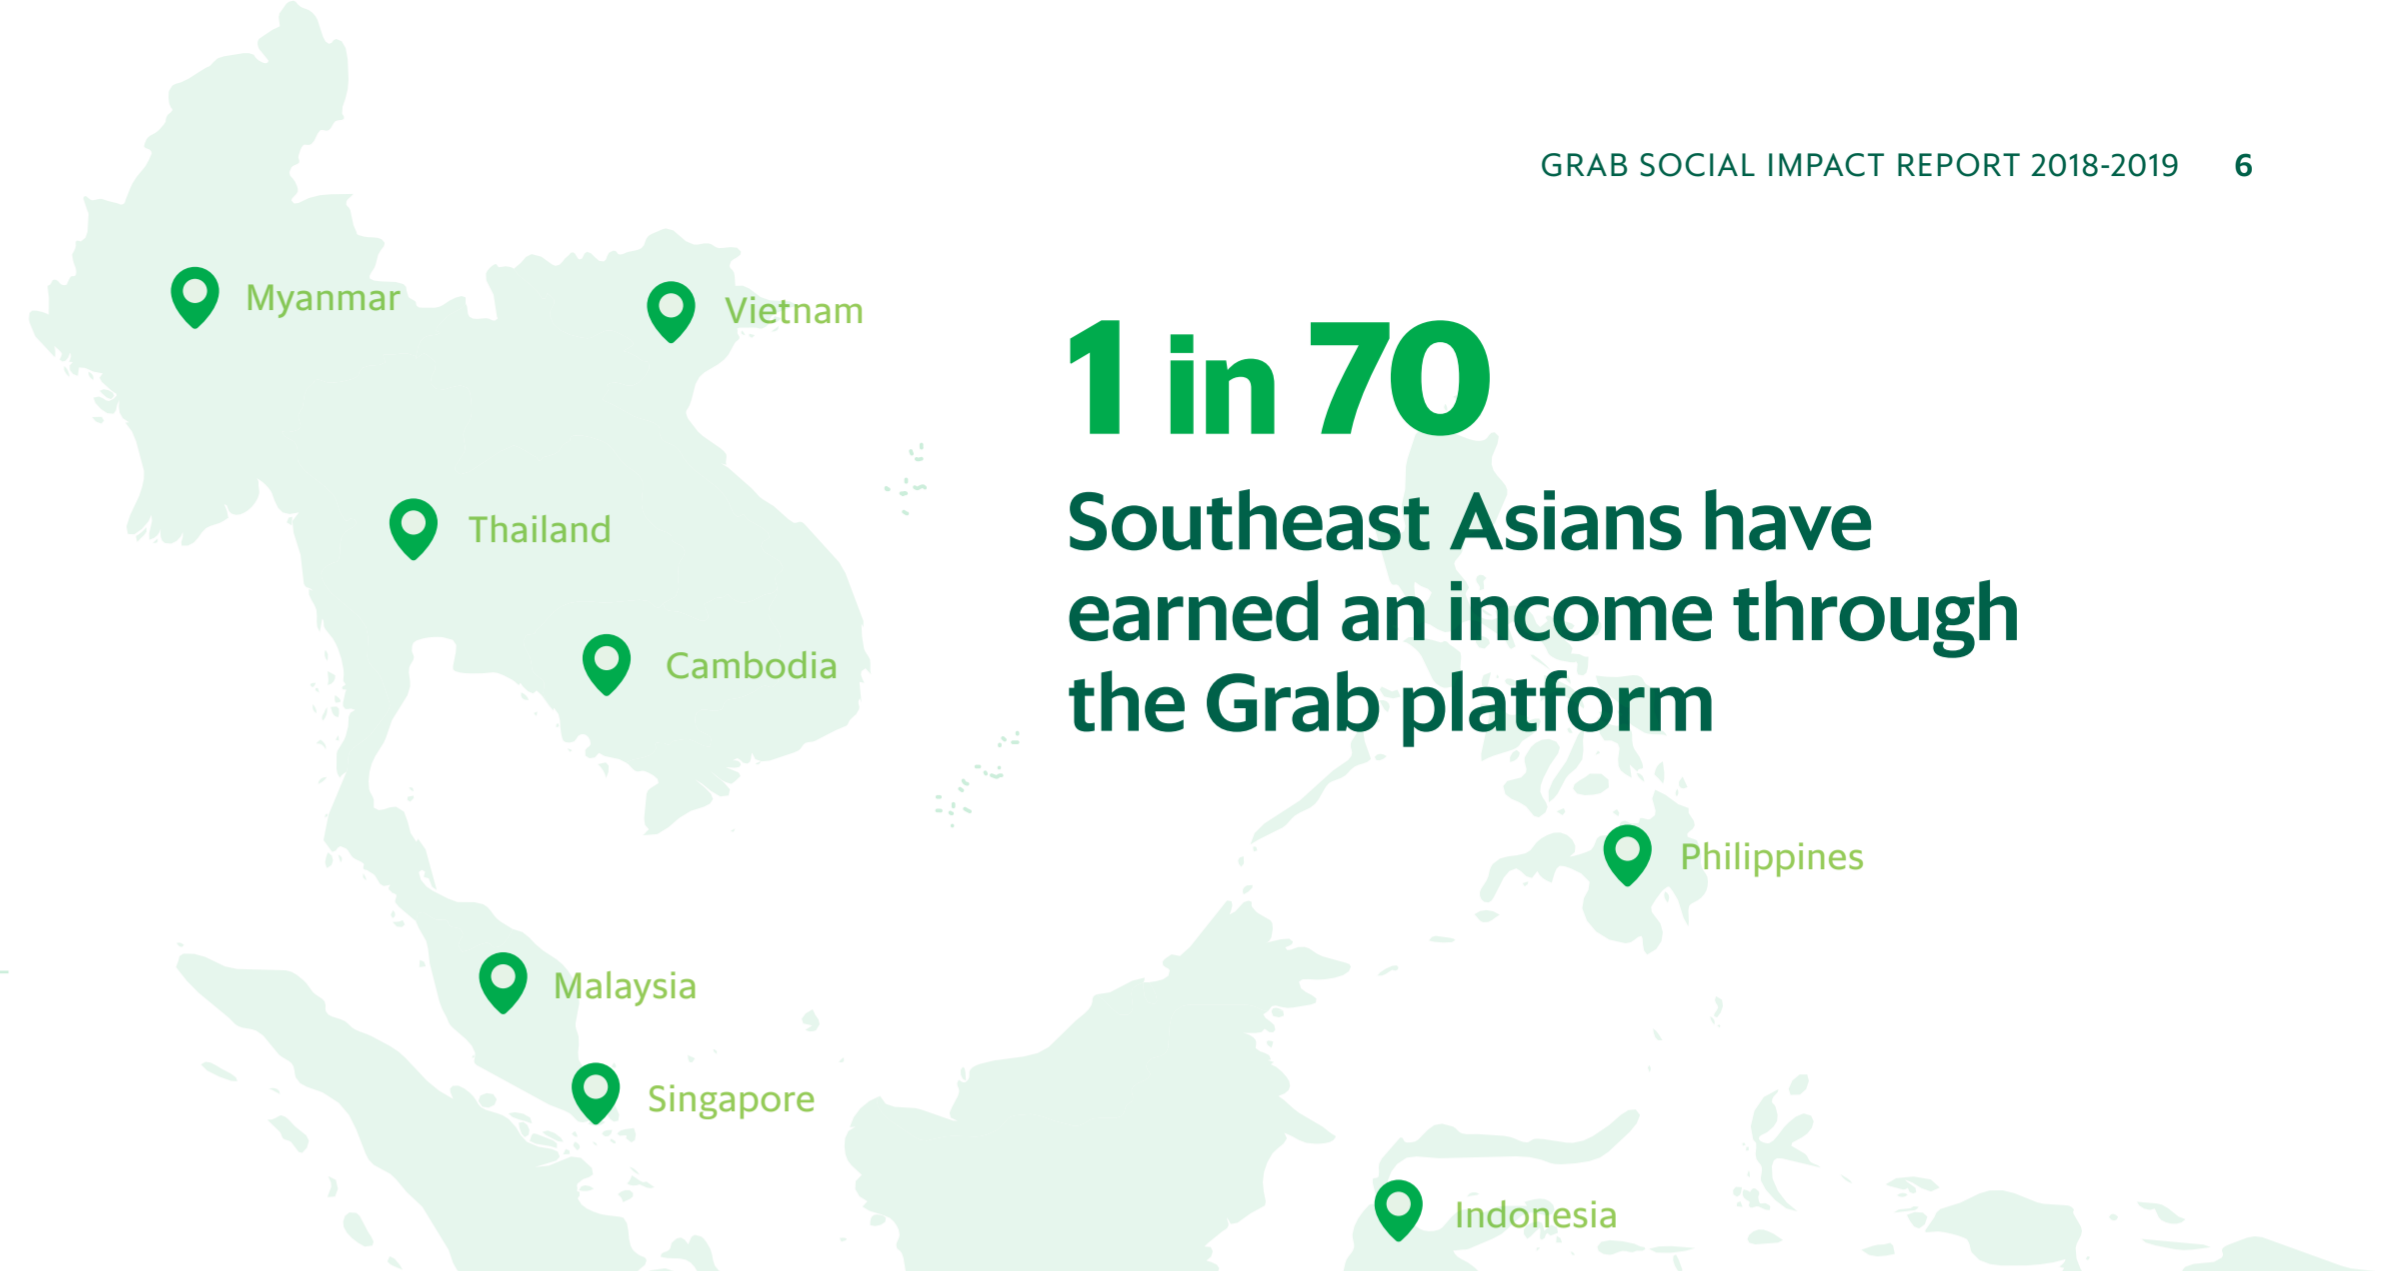 GRAB SOCIAL IMPACT REPORT 2018-2019 6
Myanmar
Vietnam
1 in 70
Southeast Asians have
earned an income through
the Grab platform
Thailand
Cambodia
Philippines
Malaysia
Singapore
Indonesia